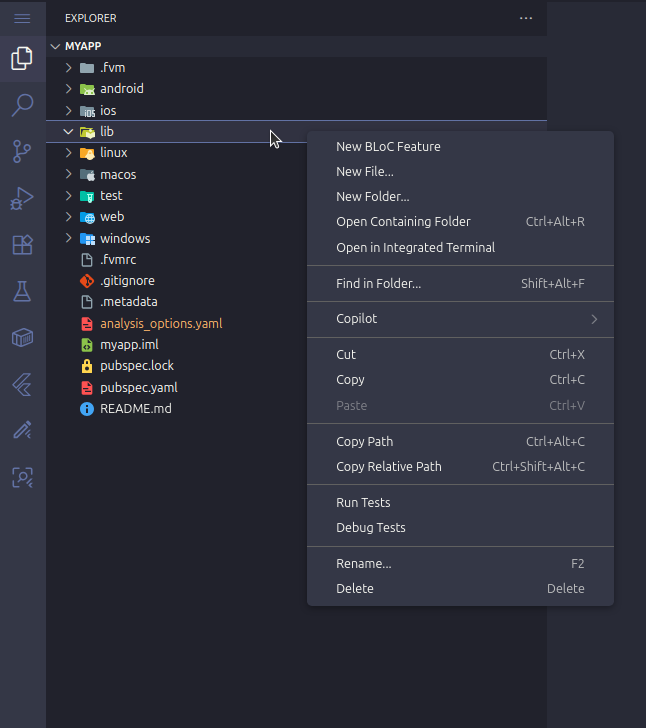 EXPLORER
MYAPP
.fvm
android
ios
lib
linux
macos
test
web
windows
.fvmrc
.gitignore
.metadata
analysis_options.yaml
myapp.iml
pubspec.lock
pubspec.yaml
README.md
New BLoC Feature
New File...
New Folder...
Open Containing Folder Ctrl+Alt+R
Open in Integrated Terminal
Find in Folder... Shift+Alt+F
Copilot
Cut Ctrl+X
Copy Ctrl+C
Paste Ctrl+V
Copy Path Ctrl+Alt+C
Copy Relative Path Ctrl+Shift+Alt+C
Run Tests
Debug Tests
Rename... F2
Delete Delete